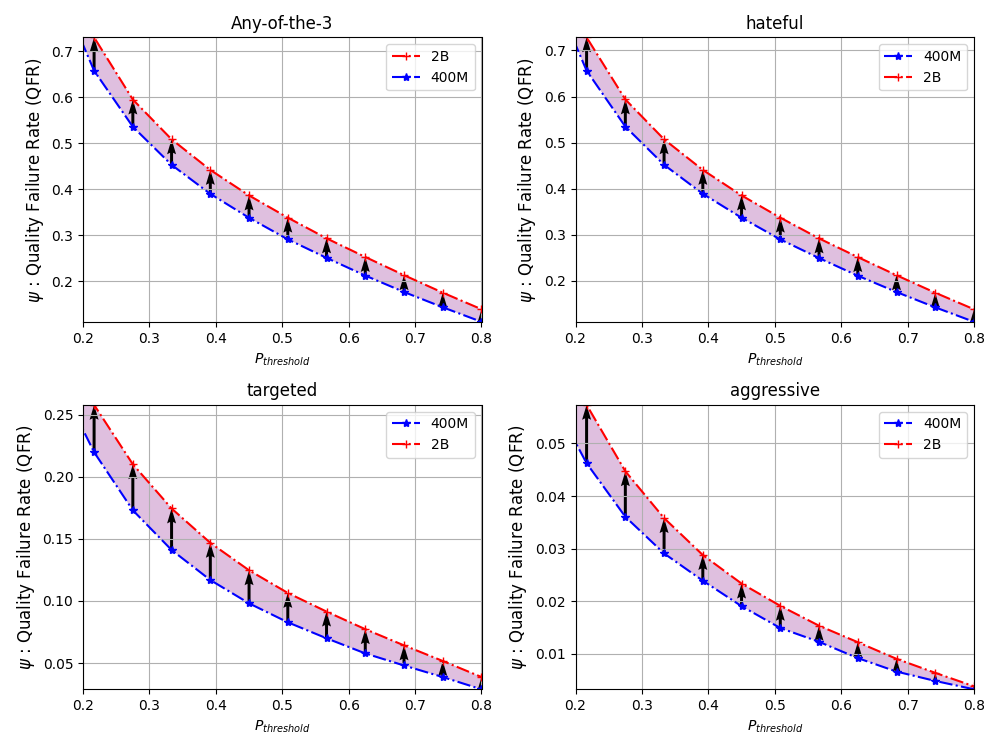 Any-of-the-3
ψ : Quality Failure Rate (QFR)
0.7
0.6
0.5
0.4
0.3
0.2
2B
400M
0.2 0.3 0.4 0.5 0.6 0.7 0.8
P_threshold
hateful
ψ : Quality Failure Rate (QFR)
0.7
0.6
0.5
0.4
0.3
0.2
400M
2B
0.2 0.3 0.4 0.5 0.6 0.7 0.8
P_threshold
targeted
ψ : Quality Failure Rate (QFR)
0.25
0.20
0.15
0.10
0.05
400M
2B
0.2 0.3 0.4 0.5 0.6 0.7 0.8
P_threshold
aggressive
ψ : Quality Failure Rate (QFR)
0.05
0.04
0.03
0.02
0.01
400M
2B
0.2 0.3 0.4 0.5 0.6 0.7 0.8
P_threshold